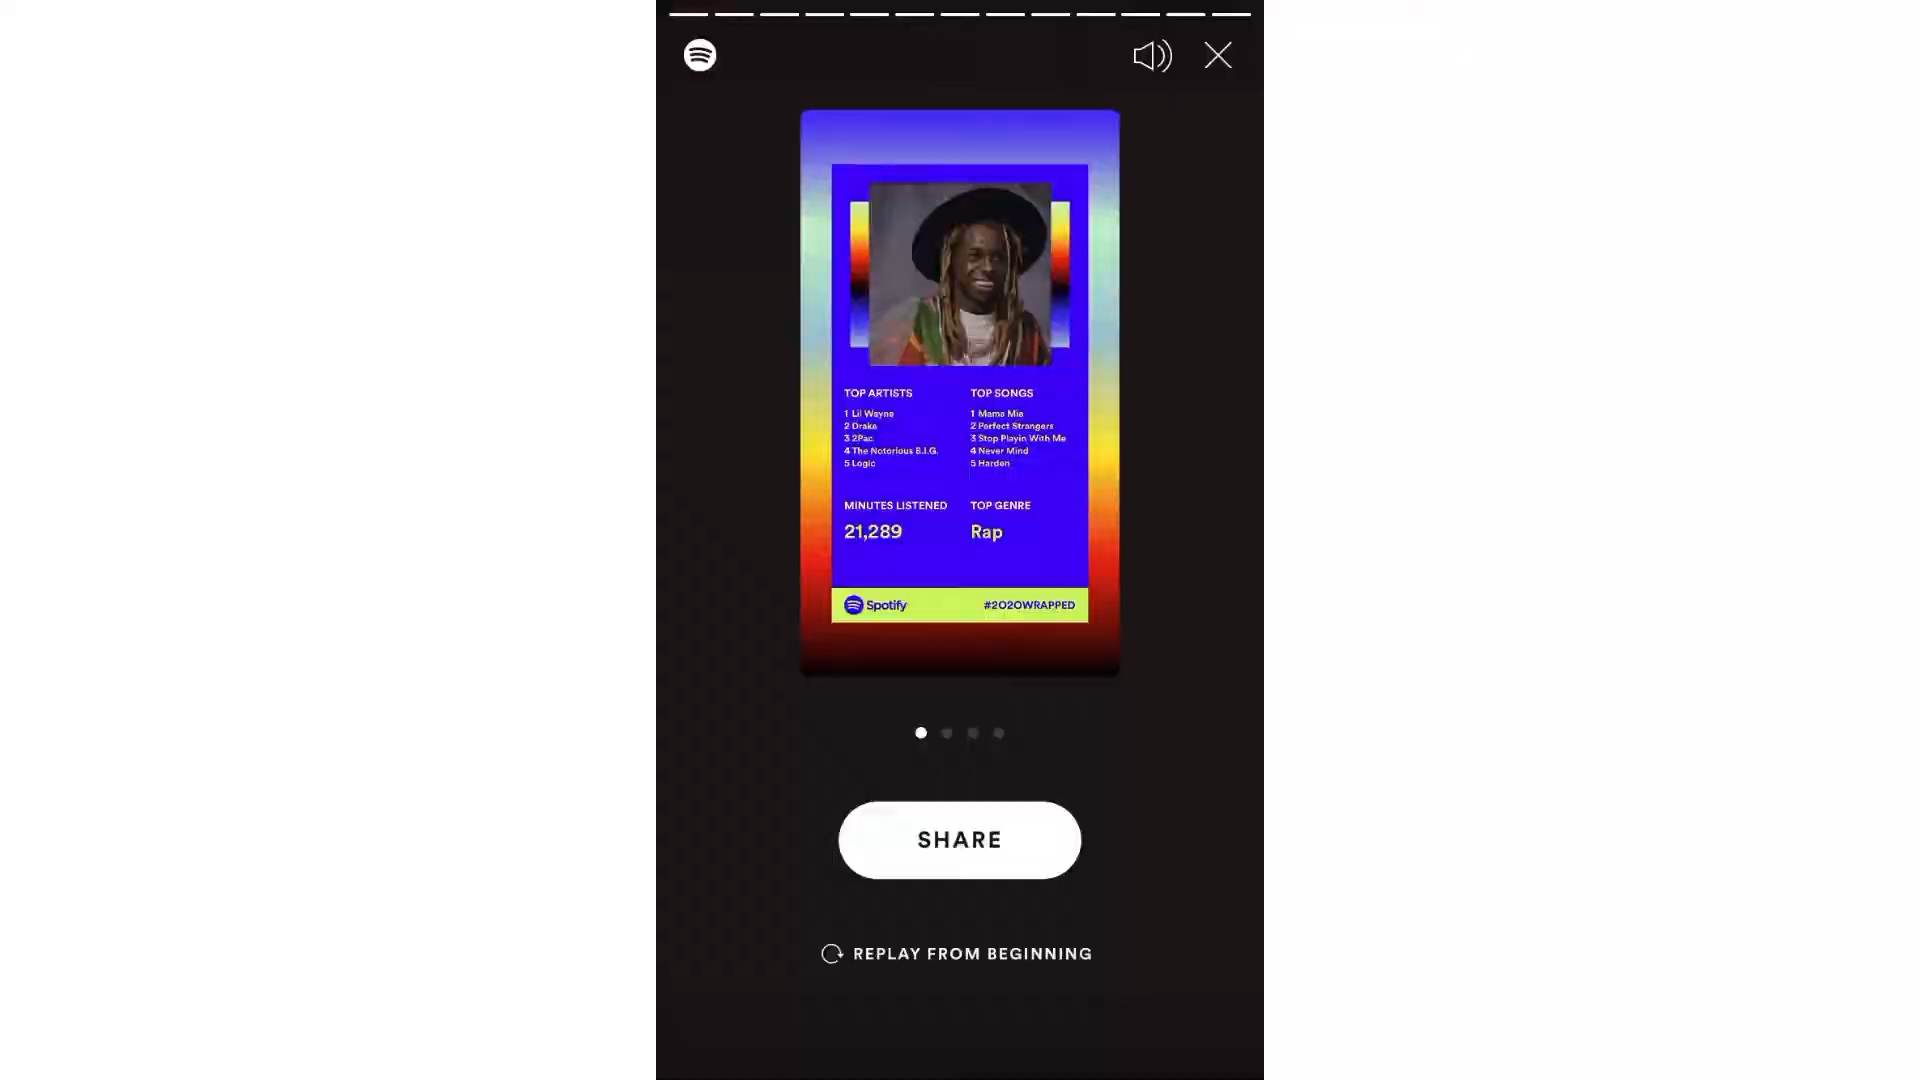 TOP ARTISTS
1 Lil Wayne
2 Drake
3 2Pac
4 The Notorious B.I.G.
5 Logic
TOP SONGS
1 Mama Mia
2 Perfect Strangers
3 Stop Playin With Me
4 Never Mind
5 Harden
MINUTES LISTENED
21,289
TOP GENRE
Rap
Spotify
#2020WRAPPED
SHARE
REPLAY FROM BEGINNING